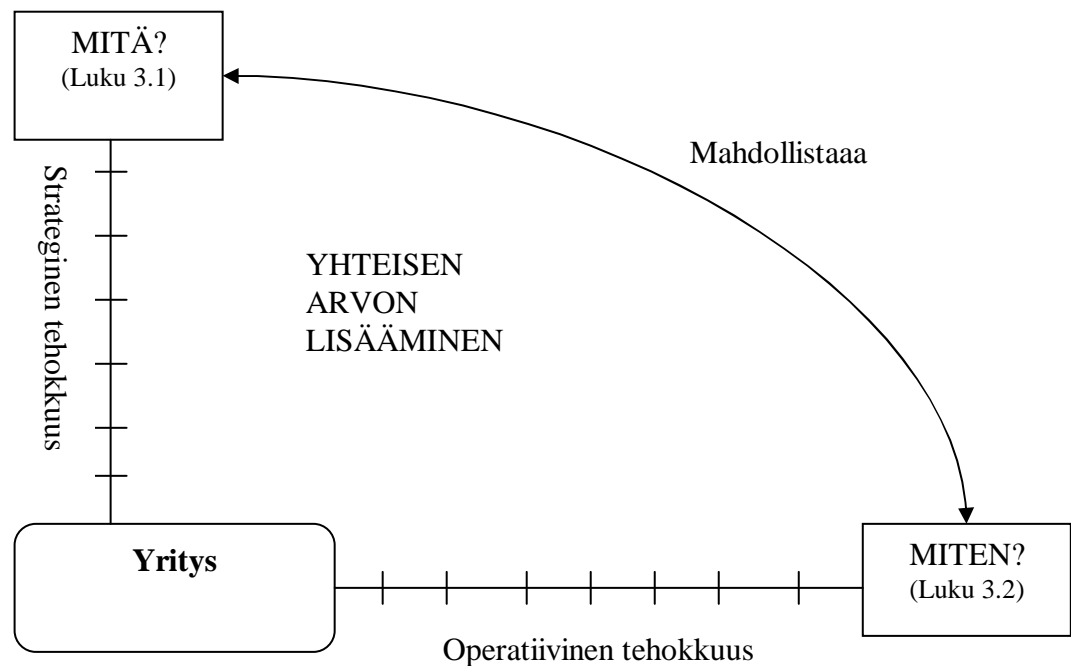 MITÄ?
(Luku 3.1)
Mahdollistaaa
Strateginen tehokkuus
YHTEISEN
ARVON
LISÄÄMINEN
Yritys
MITEN?
(Luku 3.2)
Operatiivinen tehokkuus